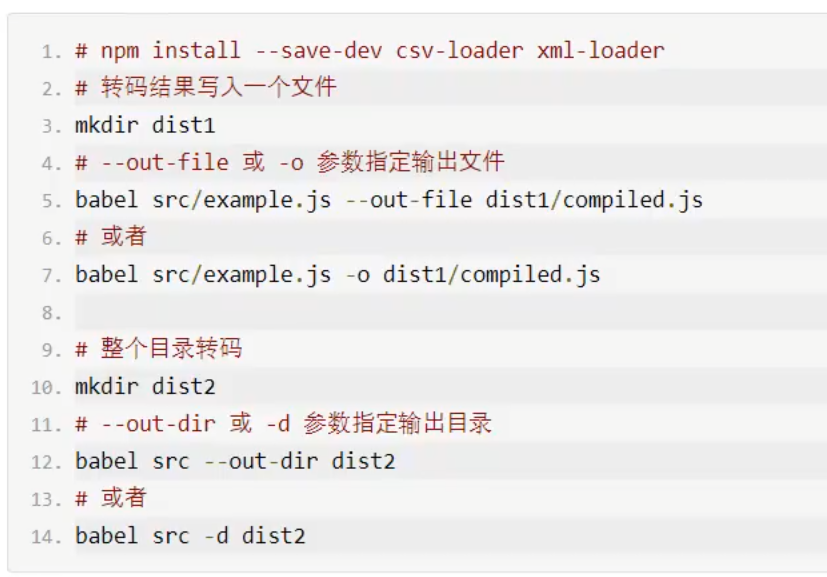 1. # npm install --save-dev csv-loader xml-loader
2. # 转码结果写入一个文件
3. mkdir dist1
4. # --out-file 或 -o 参数指定输出文件
5. babel src/example.js --out-file dist1/compiled.js
6. # 或者
7. babel src/example.js -o dist1/compiled.js
8.
9. # 整个目录转码
10. mkdir dist2
11. # --out-dir 或 -d 参数指定输出目录
12. babel src --out-dir dist2
13. # 或者
14. babel src -d dist2